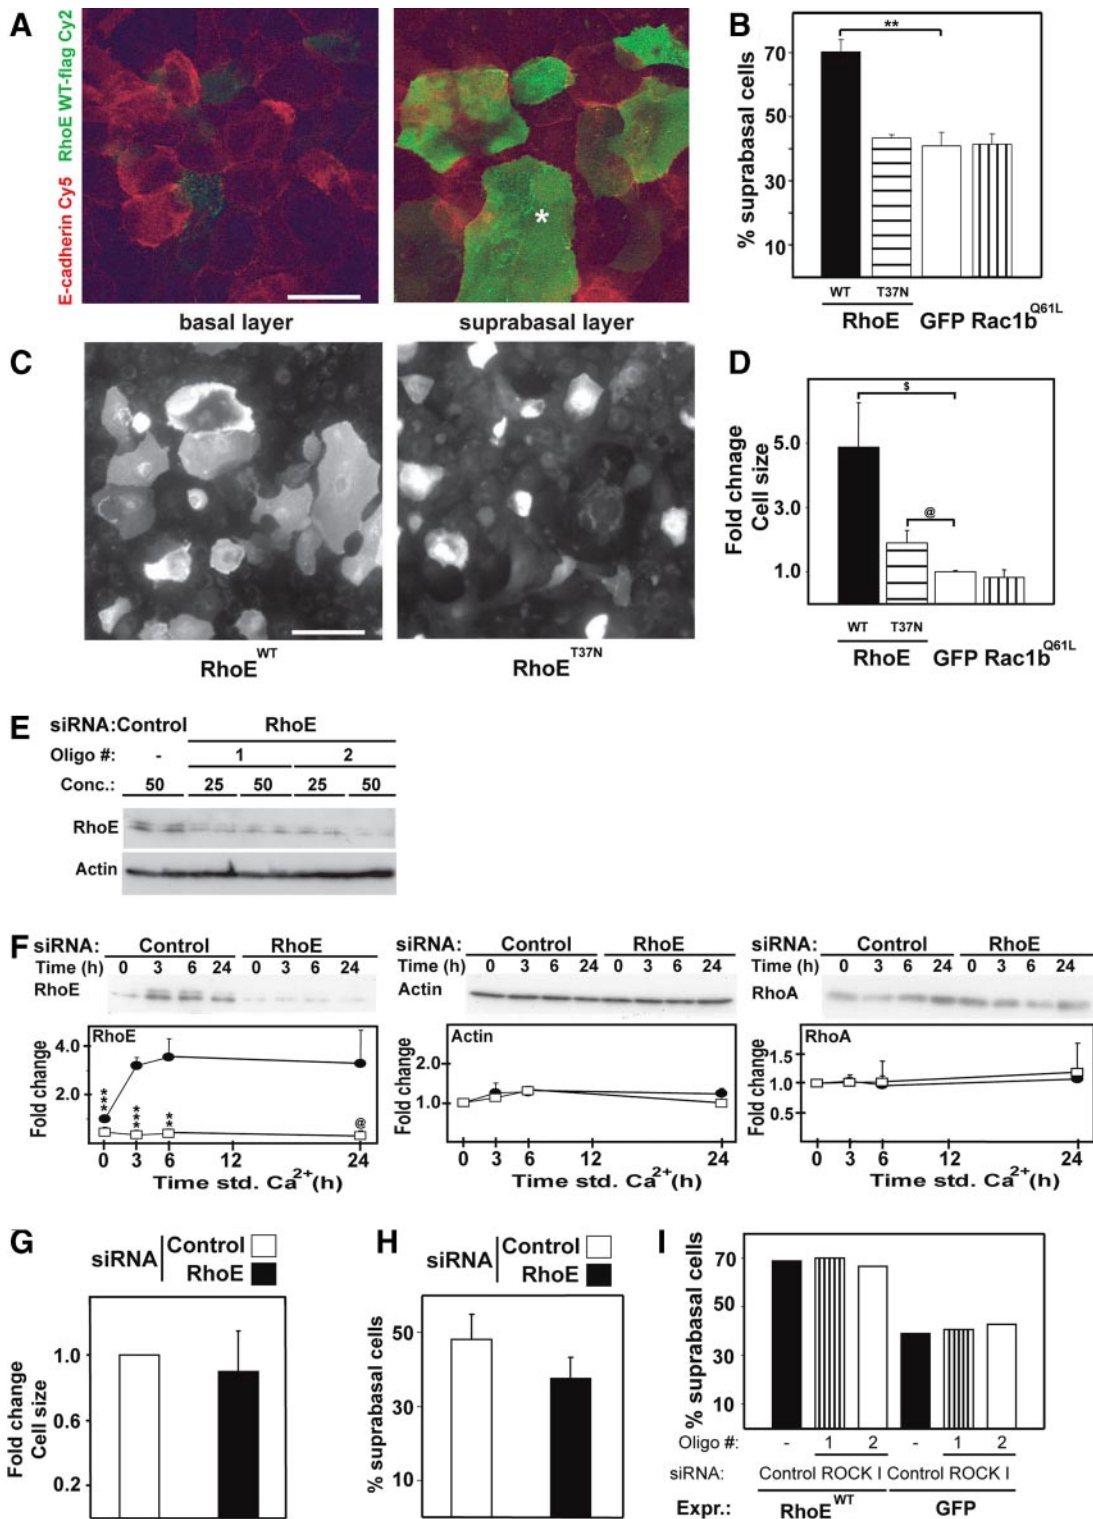 A
E-cadherin Cy5 RhoE WT-flag Cy2
*
basal layer
suprabasal layer
B
% suprabasal cells
70
50
30
10
**
WT
T37N
RhoE
GFP Rac1b Q61L
C
RhoE WT
RhoE T37N
D
Fold chnage
Cell size
5.0
3.0
1.0
$
@
WT
T37N
RhoE
GFP Rac1b Q61L
E
siRNA:Control RhoE
Oligo #: - 1 2
Conc.: 50 25 50 25 50
RhoE
Actin
F
siRNA: Control RhoE
Time (h) 0 3 6 24 0 3 6 24
RhoE
RhoE
Fold change
4.0
2.0
***
***
**
@
0 3 6 12 24
Time std. Ca2+(h)
siRNA: Control RhoE
Time (h) 0 3 6 24 0 3 6 24
Actin
Actin
Fold change
2.0
1.0
0 3 6 12 24
Time std. Ca2+(h)
siRNA: Control RhoE
Time (h) 0 3 6 24 0 3 6 24
RhoA
RhoA
Fold change
1.5
1.0
0.5
0 3 6 12 24
Time std. Ca2+(h)
G
siRNA Control
RhoE
Fold change
Cell size
1.0
0.6
0.2
H
siRNA Control
RhoE
% suprabasal cells
50
30
10
I
% suprabasal cells
70
50
30
10
Oligo #: - 1 2 - 1 2
siRNA: Control ROCK I Control ROCK I
Expr.: RhoE WT GFP